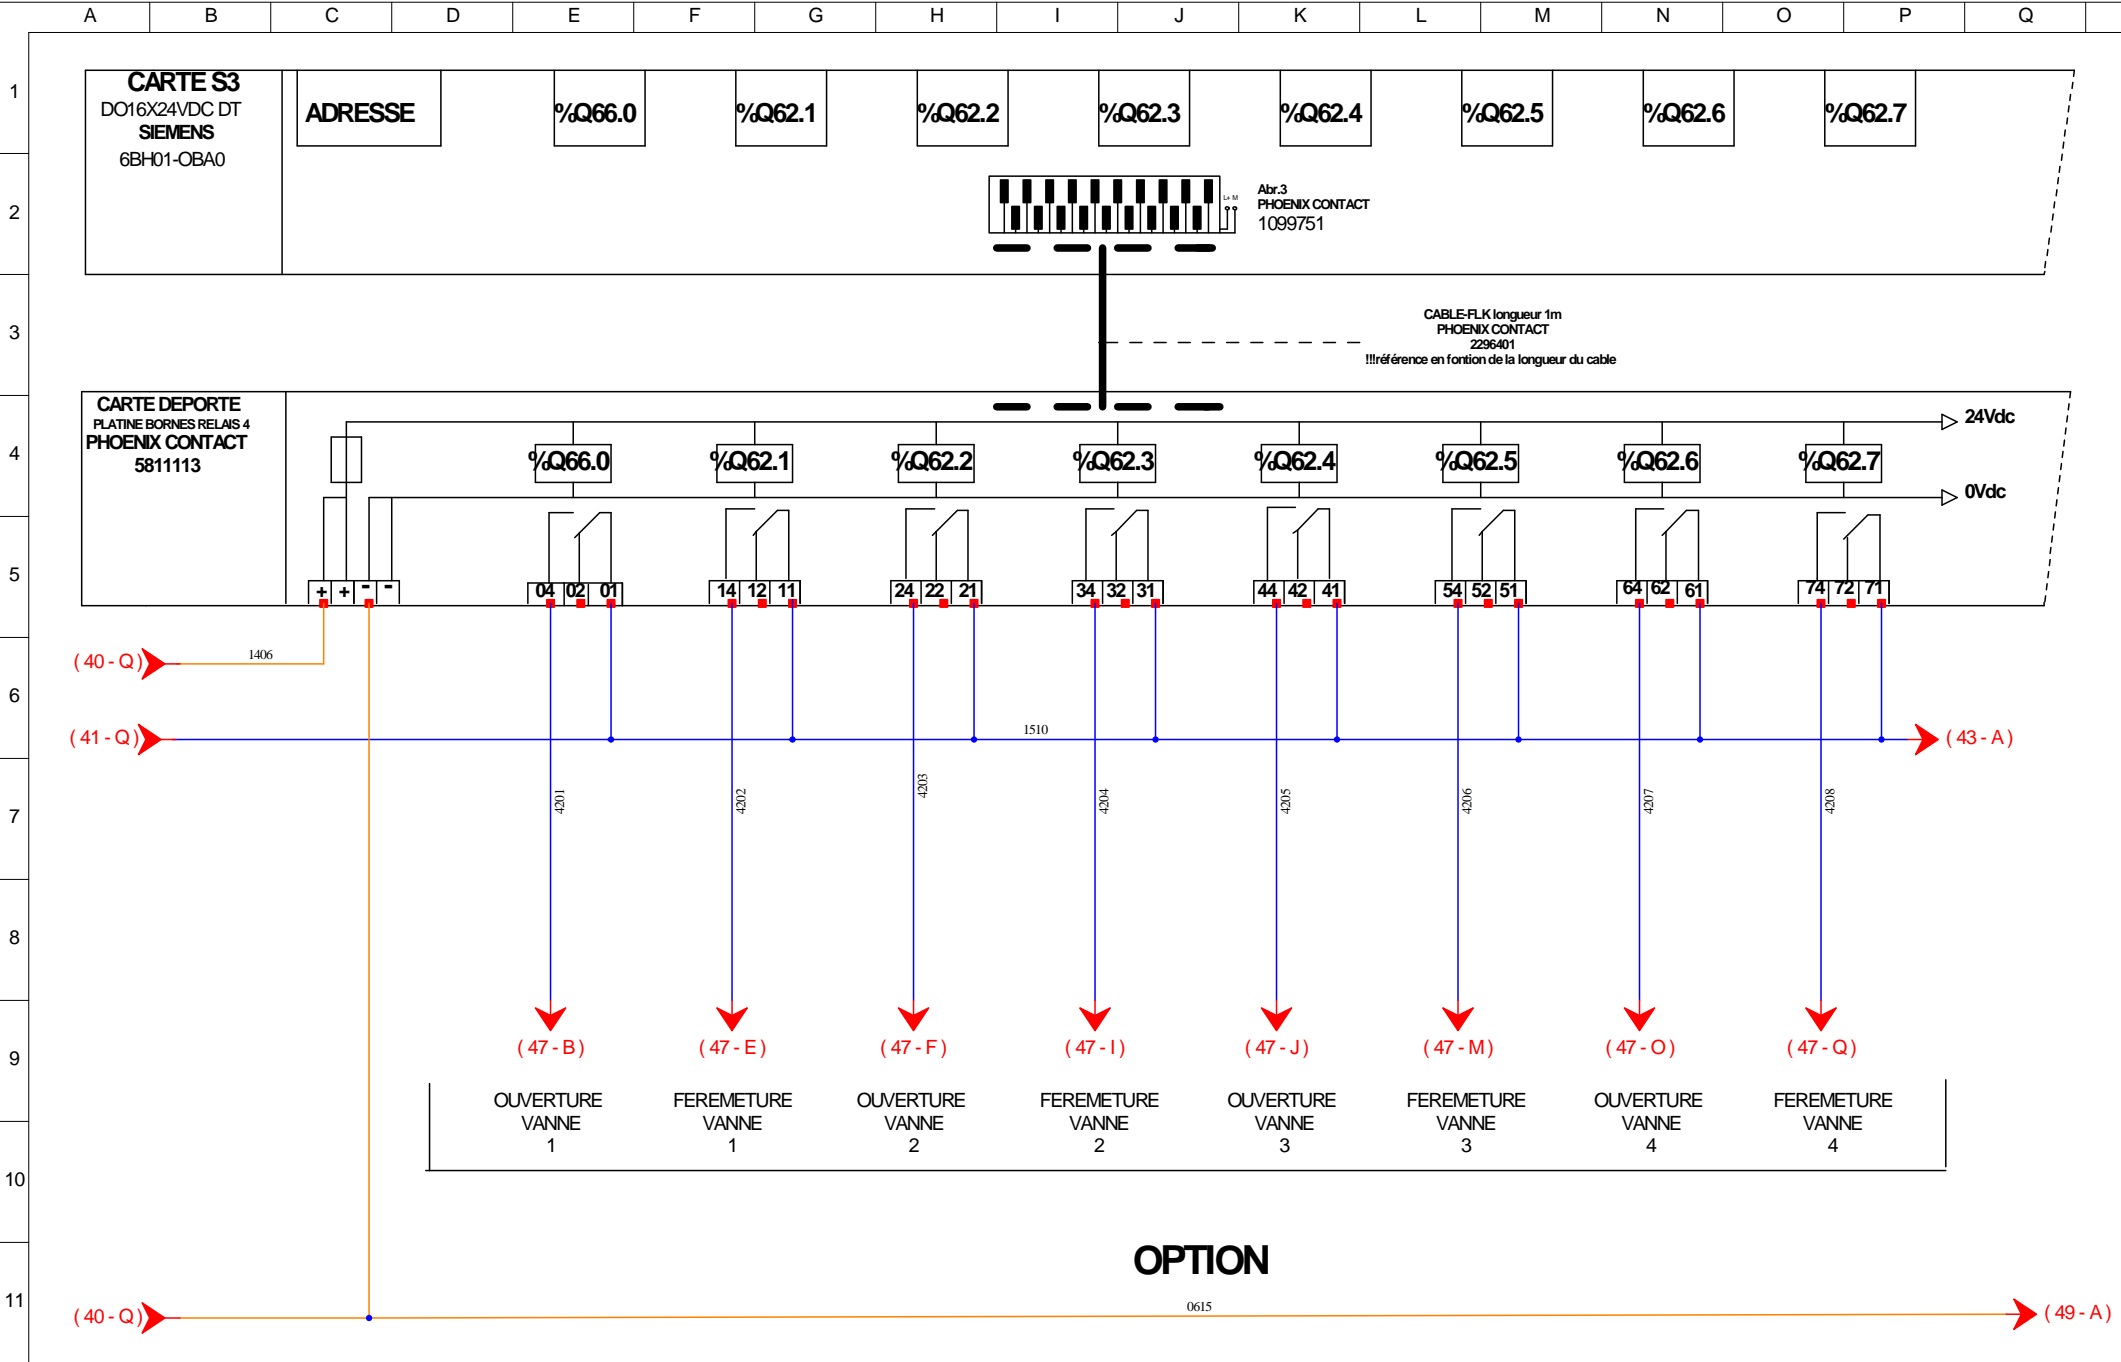 A B C D E F G H I J K L M N O P Q
1
CARTE S3
DO16X24VDC DT
SIEMENS
6BH01-OBA0
ADRESSE
%Q66.0 %Q62.1 %Q62.2 %Q62.3 %Q62.4 %Q62.5 %Q62.6 %Q62.7
2
L+ M
Abr.3
PHOENIX CONTACT
1099751
3
CABLE-FLK longueur 1m
PHOENIX CONTACT
2296401
!!!référence en fontion de la longueur du cable
4
CARTE DEPORTE
PLATINE BORNES RELAIS 4
PHOENIX CONTACT
5811113
24Vdc
%Q66.0 %Q62.1 %Q62.2 %Q62.3 %Q62.4 %Q62.5 %Q62.6 %Q62.7
0Vdc
5
+ + - -
04 02 01 14 12 11 24 22 21 34 32 31 44 42 41 54 52 51 64 62 61 74 72 71
( 40 - Q )
1406
6
( 41 - Q )
1510
( 43 - A )
7
4201 4202 4203 4204 4205 4206 4207 4208
8
9
( 47 - B ) ( 47 - E ) ( 47 - F ) ( 47 - I ) ( 47 - J ) ( 47 - M ) ( 47 - O ) ( 47 - Q )
OUVERTURE FEREMETURE OUVERTURE FEREMETURE OUVERTURE FEREMETURE OUVERTURE FEREMETURE
VANNE VANNE VANNE VANNE VANNE VANNE VANNE VANNE
1 1 2 2 3 3 4 4
10
OPTION
11
( 40 - Q )
0615
( 49 - A )